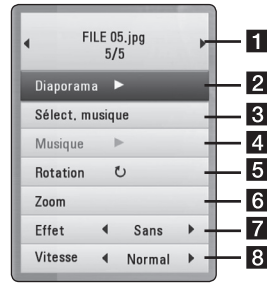 FILE 05.jpg
5/5
1
Diaporama
2
Sélect. musique
3
Musique
4
Rotation
5
Zoom
6
Effet Sans
7
Vitesse Normal
8